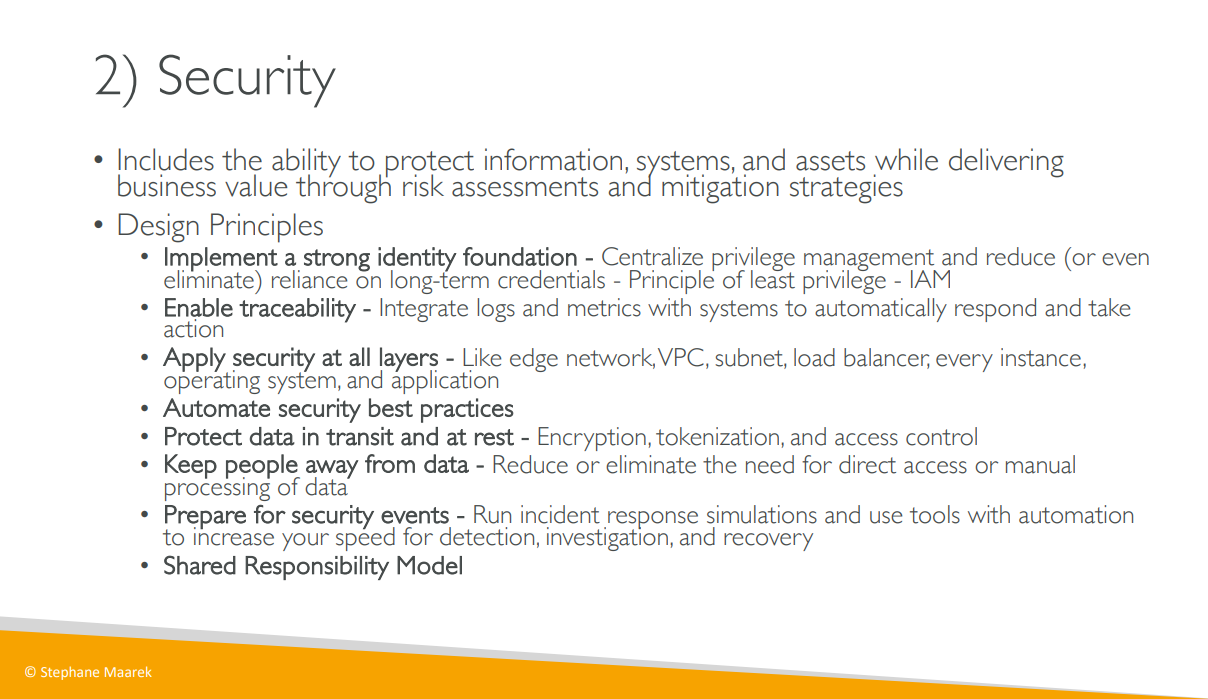 2) Security
• Includes the ability to protect information, systems, and assets while delivering
business value through risk assessments and mitigation strategies
• Design Principles
• Implement a strong identity foundation - Centralize privilege management and reduce (or even
eliminate) reliance on long-term credentials - Principle of least privilege - IAM
• Enable traceability - Integrate logs and metrics with systems to automatically respond and take
action
• Apply security at all layers - Like edge network, VPC, subnet, load balancer, every instance,
operating system, and application
• Automate security best practices
• Protect data in transit and at rest - Encryption, tokenization, and access control
• Keep people away from data - Reduce or eliminate the need for direct access or manual
processing of data
• Prepare for security events - Run incident response simulations and use tools with automation
to increase your speed for detection, investigation, and recovery
• Shared Responsibility Model
© Stephane Maarek